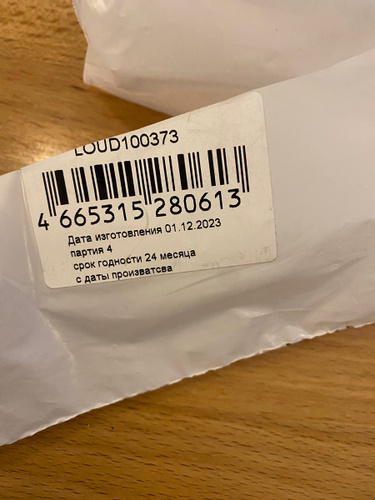 LOUD100373
4 665315 280613
Дата изготовления 01.12.2023
партия 4
срок годности 24 месяца
с даты произватсва